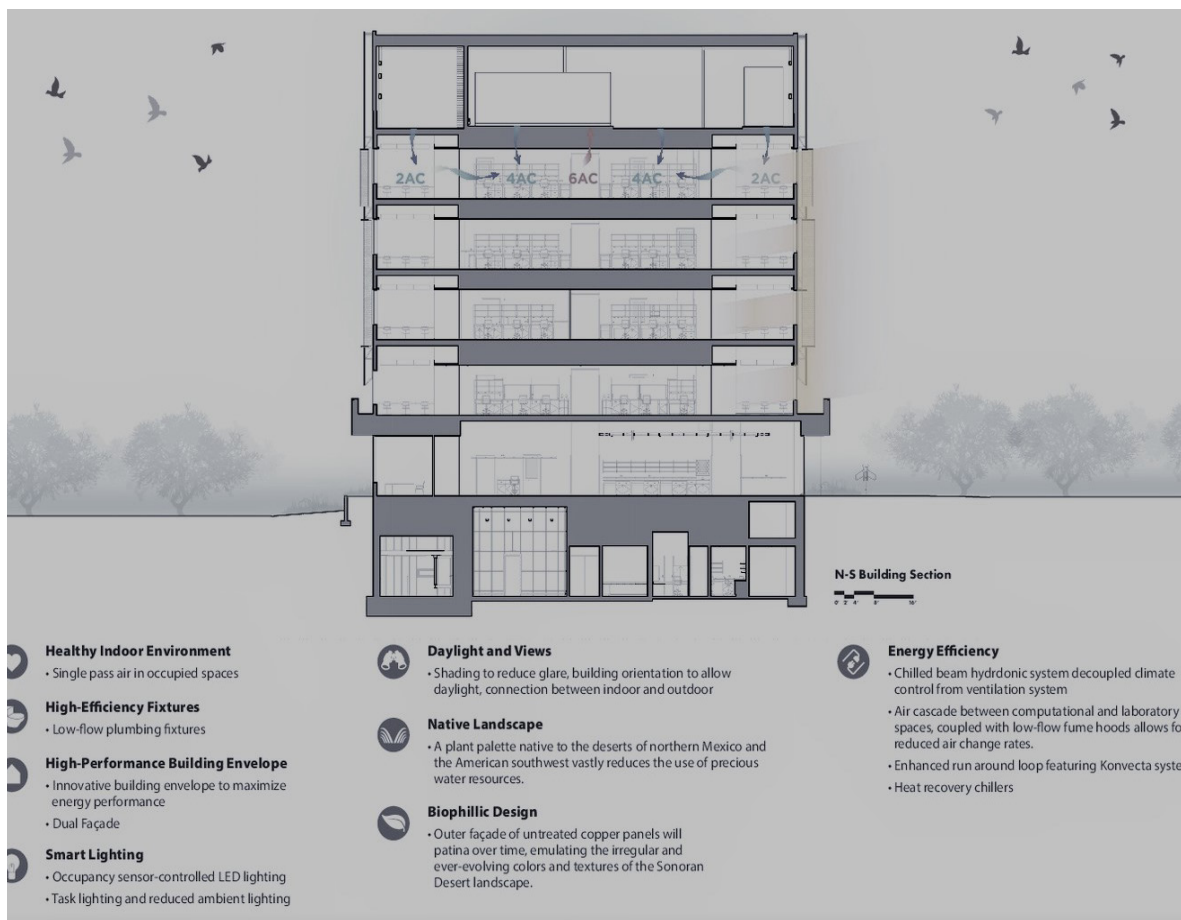 2AC 4AC 6AC 4AC 2AC
N-S Building Section
0' 2' 4' 8' 16'
Healthy Indoor Environment
• Single pass air in occupied spaces
High-Efficiency Fixtures
• Low-flow plumbing fixtures
High-Performance Building Envelope
• Innovative building envelope to maximize
energy performance
• Dual Façade
Smart Lighting
• Occupancy sensor-controlled LED lighting
• Task lighting and reduced ambient lighting
Daylight and Views
• Shading to reduce glare, building orientation to allow
daylight, connection between indoor and outdoor
Native Landscape
• A plant palette native to the deserts of northern Mexico and
the American southwest vastly reduces the use of precious
water resources.
Biophillic Design
• Outer façade of untreated copper panels will
patina over time, emulating the irregular and
ever-evolving colors and textures of the Sonoran
Desert landscape.
Energy Efficiency
• Chilled beam hydrdonic system decoupled climate
control from ventilation system
• Air cascade between computational and laboratory
spaces, coupled with low-flow fume hoods allows fo
reduced air change rates.
• Enhanced run around loop featuring Konvecta syste
• Heat recovery chillers